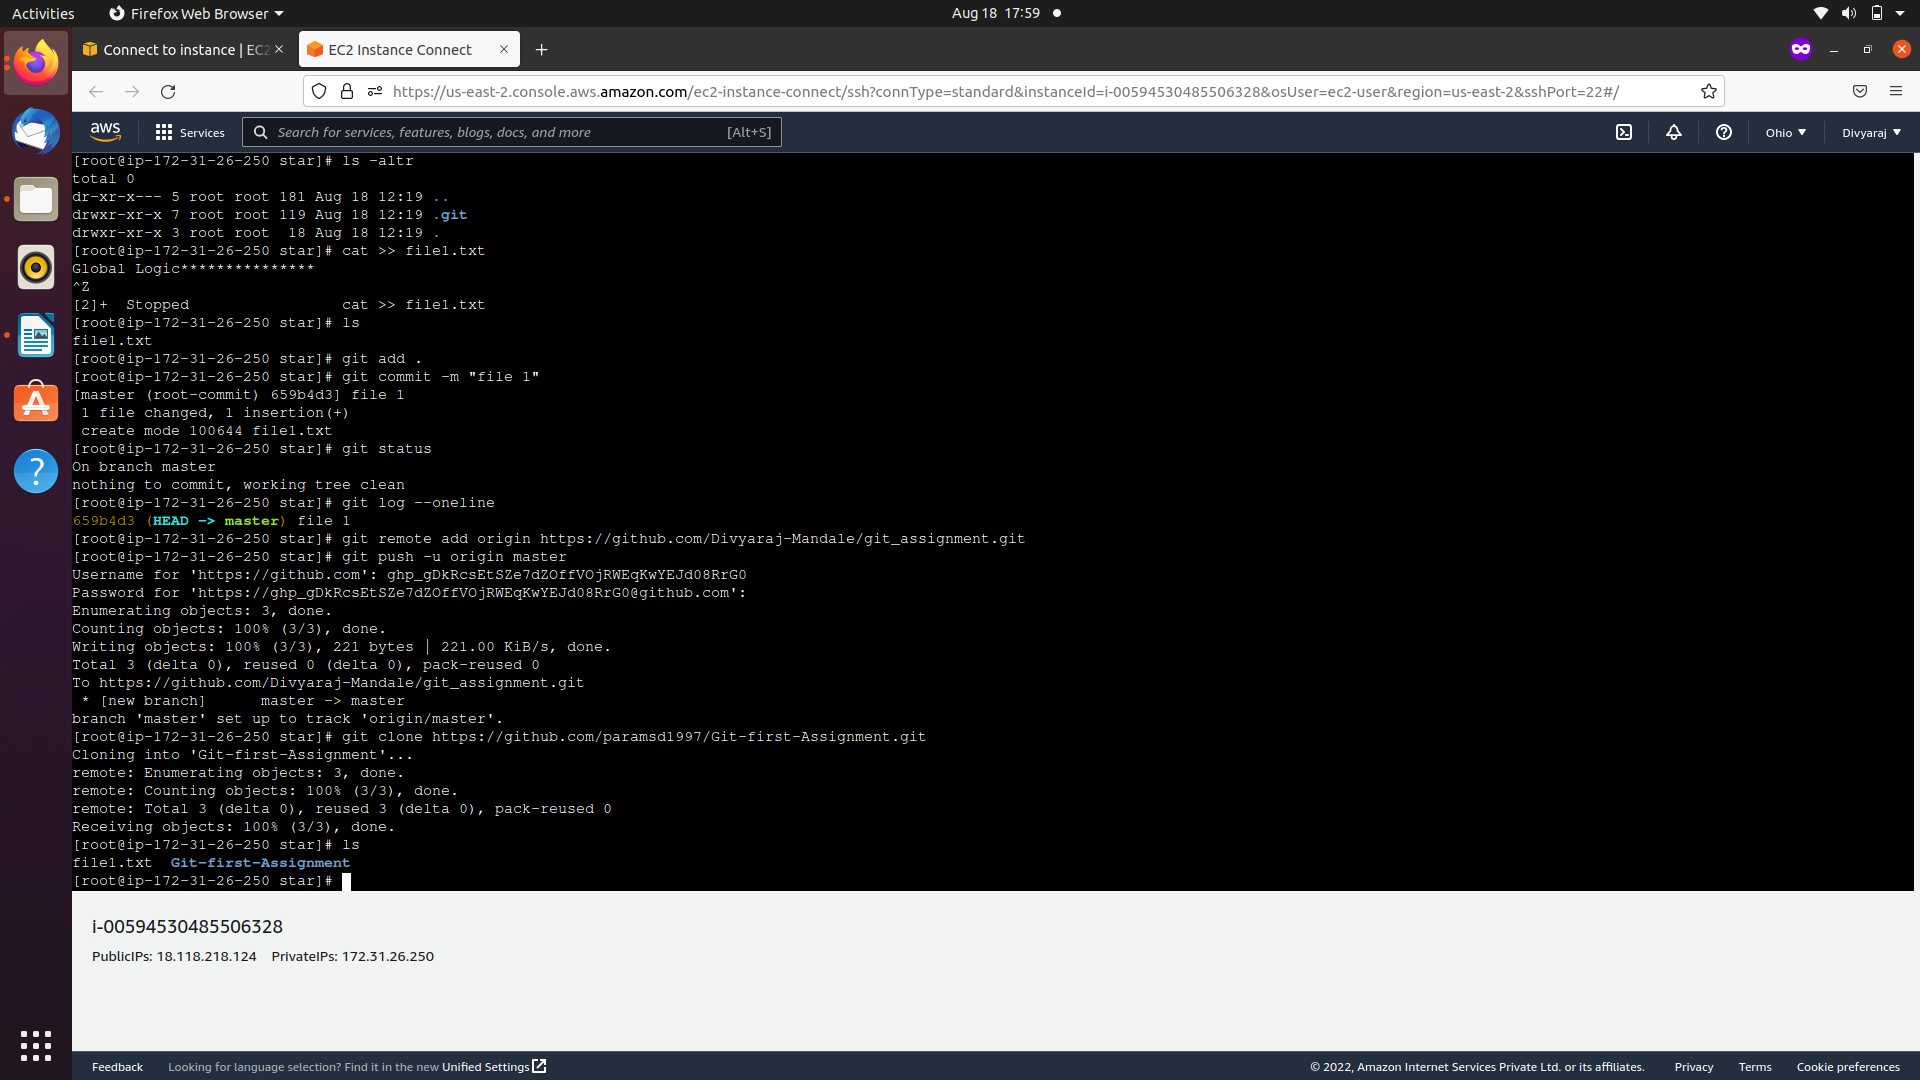 Activities
Firefox Web Browser
Aug 18 17:59
Connect to instance | EC2
EC2 Instance Connect
https://us-east-2.console.aws.amazon.com/ec2-instance-connect/ssh?connType=standard&instanceId=i-00594530485506328&osUser=ec2-user&region=us-east-2&sshPort=22#/
aws
Services
Search for services, features, blogs, docs, and more
[Alt+S]
Ohio
Divyaraj
[root@ip-172-31-26-250 star]# ls -altr
total 0
dr-xr-x--- 5 root root 181 Aug 18 12:19 ..
drwxr-xr-x 7 root root 119 Aug 18 12:19 .git
drwxr-xr-x 3 root root  18 Aug 18 12:19 .
[root@ip-172-31-26-250 star]# cat >> file1.txt
Global Logic***************
^Z
[2]+  Stopped                 cat >> file1.txt
[root@ip-172-31-26-250 star]# ls
file1.txt
[root@ip-172-31-26-250 star]# git add .
[root@ip-172-31-26-250 star]# git commit -m "file 1"
[master (root-commit) 659b4d3] file 1
 1 file changed, 1 insertion(+)
 create mode 100644 file1.txt
[root@ip-172-31-26-250 star]# git status
On branch master
nothing to commit, working tree clean
[root@ip-172-31-26-250 star]# git log --oneline
659b4d3 (HEAD -> master) file 1
[root@ip-172-31-26-250 star]# git remote add origin https://github.com/Divyaraj-Mandale/git_assignment.git
[root@ip-172-31-26-250 star]# git push -u origin master
Username for 'https://github.com': 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
Password for 'https://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@github.com':
Enumerating objects: 3, done.
Counting objects: 100% (3/3), done.
Writing objects: 100% (3/3), 221 bytes | 221.00 KiB/s, done.
Total 3 (delta 0), reused 0 (delta 0), pack-reused 0
To https://github.com/Divyaraj-Mandale/git_assignment.git
 * [new branch]      master -> master
branch 'master' set up to track 'origin/master'.
[root@ip-172-31-26-250 star]# git clone https://github.com/paramsd1997/Git-first-Assignment.git
Cloning into 'Git-first-Assignment'...
remote: Enumerating objects: 3, done.
remote: Counting objects: 100% (3/3), done.
remote: Total 3 (delta 0), reused 3 (delta 0), pack-reused 0
Receiving objects: 100% (3/3), done.
[root@ip-172-31-26-250 star]# ls
file1.txt  Git-first-Assignment
[root@ip-172-31-26-250 star]#
i-00594530485506328
PublicIPs: 18.118.218.124 PrivateIPs: 172.31.26.250
Feedback
Looking for language selection? Find it in the new Unified Settings
© 2022, Amazon Internet Services Private Ltd. or its affiliates.
Privacy
Terms
Cookie preferences